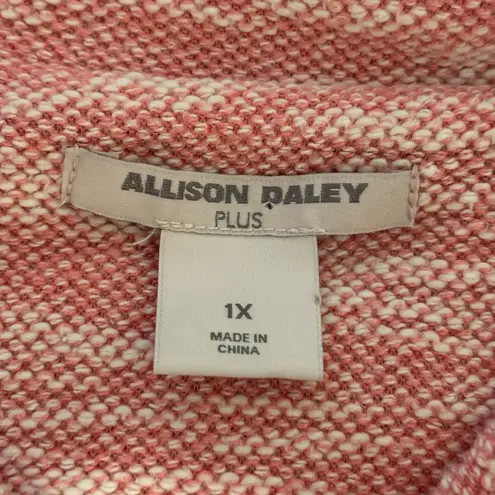 ALLISON DALEY
PLUS
1X
MADE IN
CHINA